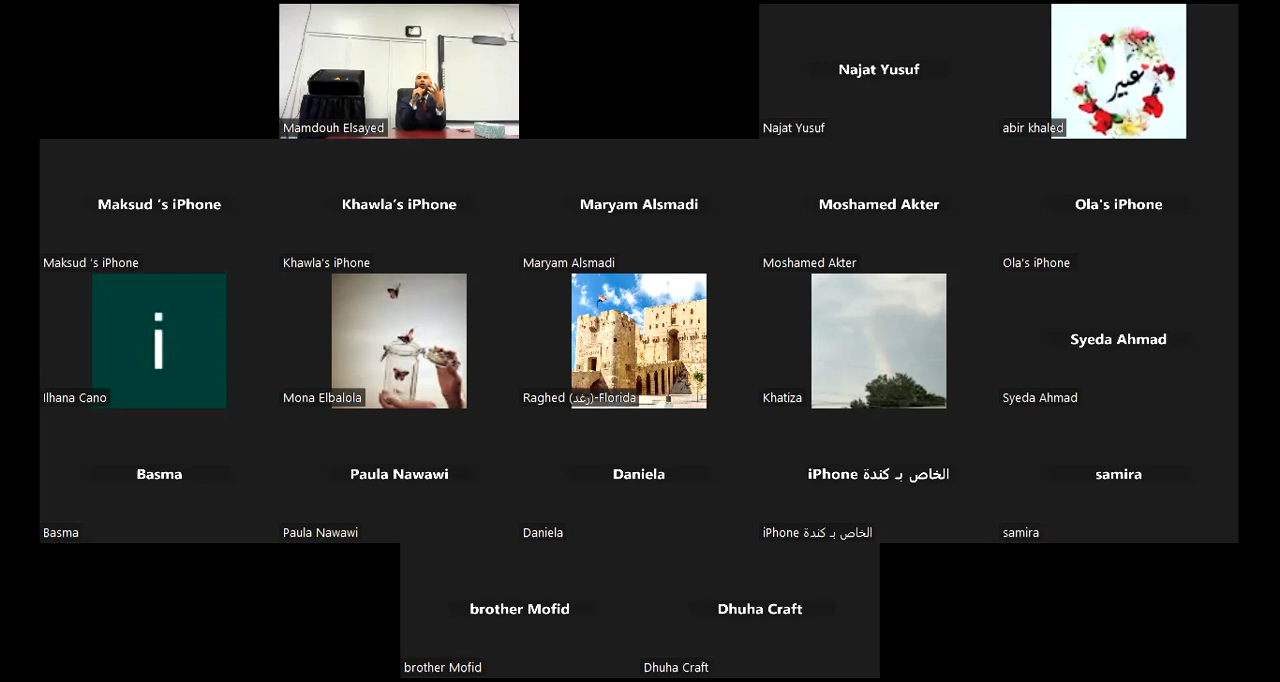 Mamdouh Elsayed
Najat Yusuf
Najat Yusuf
عبير
abir khaled
Maksud ‘s iPhone
Maksud ‘s iPhone
Khawla's iPhone
Khawla's iPhone
Maryam Alsmadi
Maryam Alsmadi
Moshamed Akter
Moshamed Akter
Ola's iPhone
Ola's iPhone
i
Ilhana Cano
Mona Elbalola
Raghed (رغد)-Florida
Khatiza
Syeda Ahmad
Syeda Ahmad
Basma
Basma
Paula Nawawi
Paula Nawawi
Daniela
Daniela
iPhone الخاص بـ كندة
iPhone الخاص بـ كندة
samira
samira
brother Mofid
brother Mofid
Dhuha Craft
Dhuha Craft